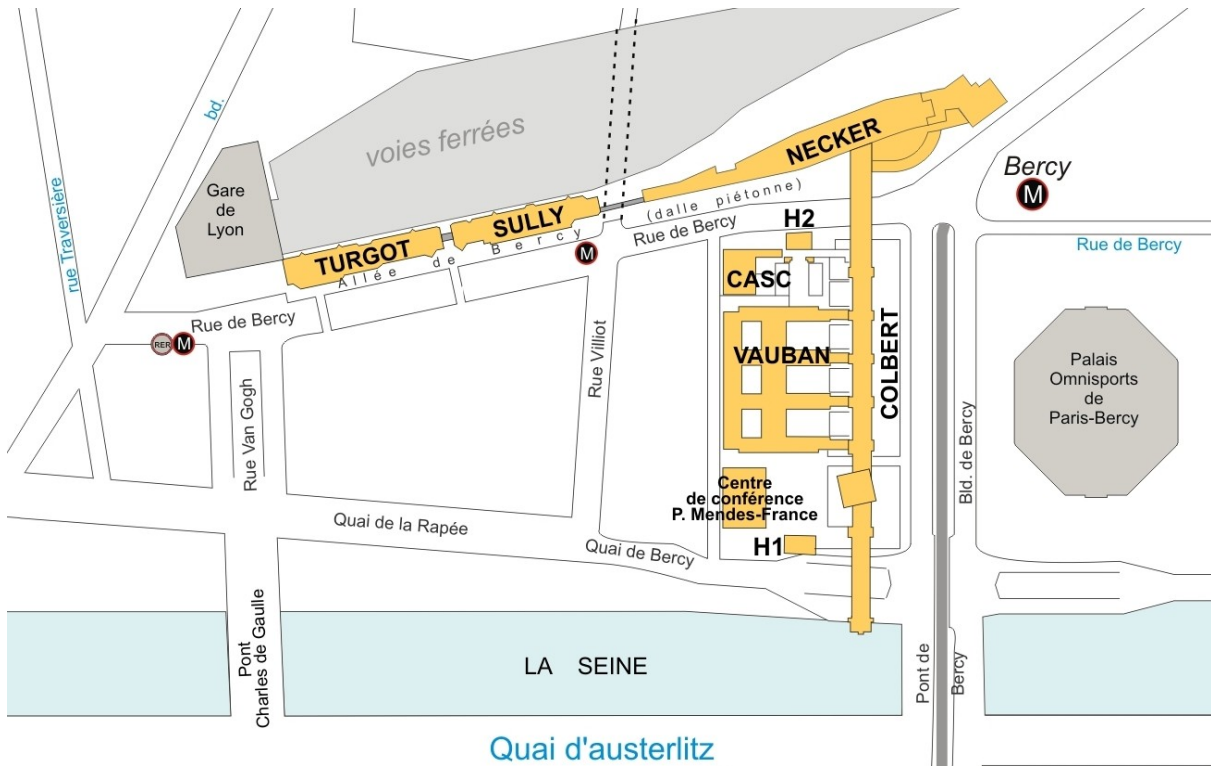 rue Traversière
bd.
voies ferrées
Gare
de
Lyon
TURGOT
SULLY
NECKER
Allée de Bercy
(dalle piétonne)
Rue de Bercy
M
Bercy
M
Rue de Bercy
H2
CASC
VAUBAN
COLBERT
Rue de Bercy
RER
M
Rue Van Gogh
Rue Villiot
Palais
Omnisports
de
Paris-Bercy
Bld. de Bercy
Centre
de conférence
P. Mendes-France
H1
Quai de la Rapée
Quai de Bercy
Pont
Charles de Gaulle
LA SEINE
Pont de
Bercy
Quai d'austerlitz